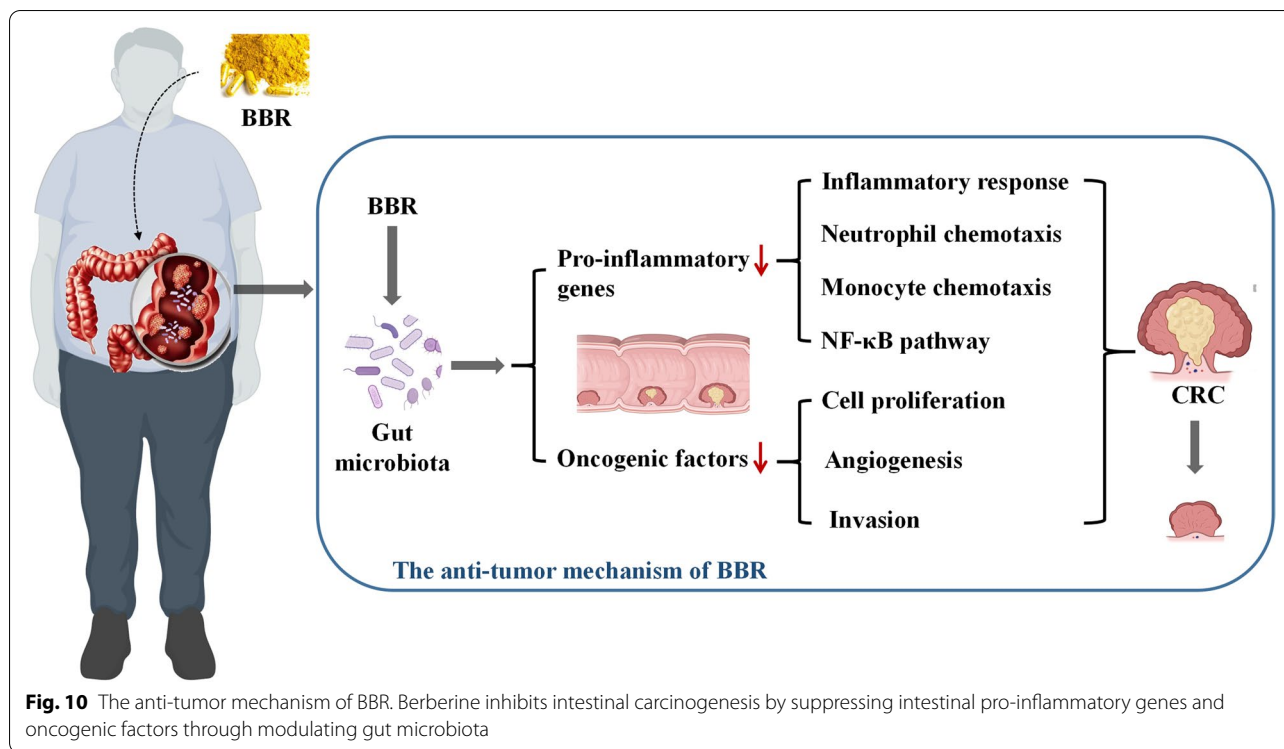 BBR
BBR
Gut
microbiota
Pro-inflammatory
genes
Oncogenic factors
Inflammatory response
Neutrophil chemotaxis
Monocyte chemotaxis
NF-κB pathway
Cell proliferation
Angiogenesis
Invasion
CRC
The anti-tumor mechanism of BBR
Fig. 10 The anti-tumor mechanism of BBR. Berberine inhibits intestinal carcinogenesis by suppressing intestinal pro-inflammatory genes and
oncogenic factors through modulating gut microbiota